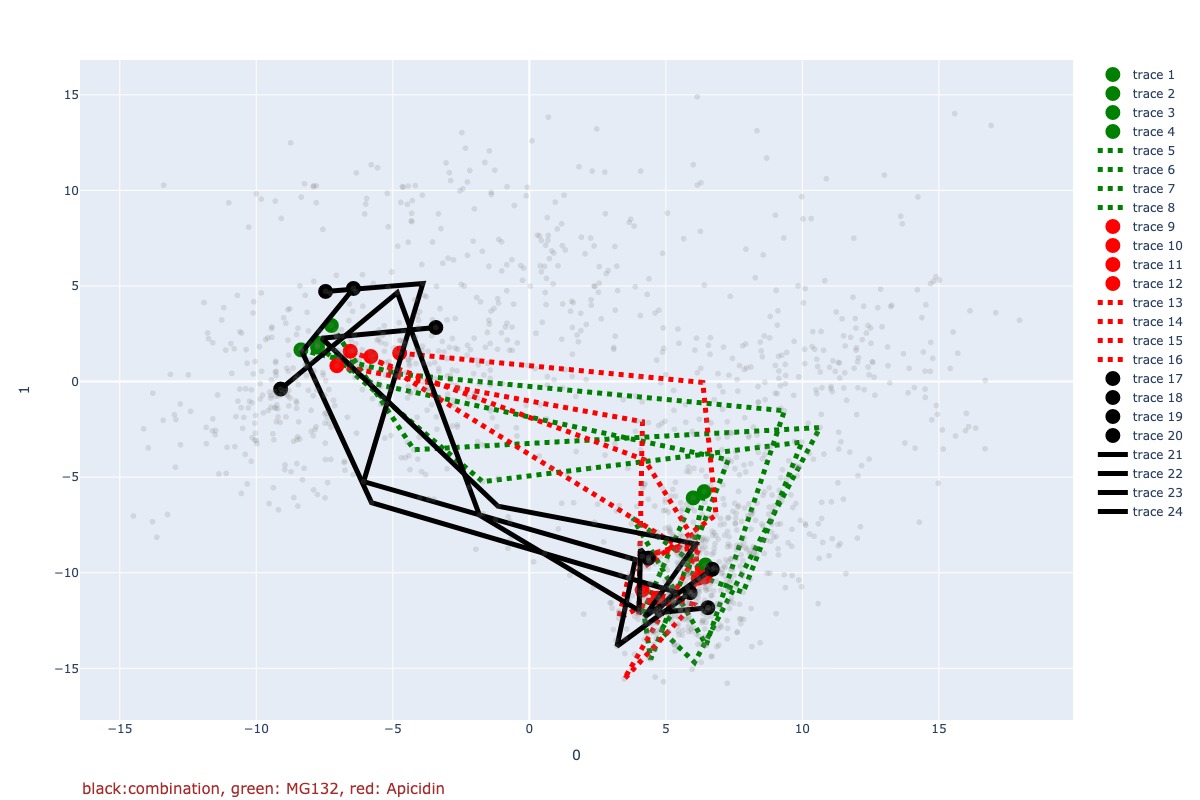 15
10
5
0
−5
−10
−15
1
−15
−10
−5
0
5
10
15
0
trace 1
trace 2
trace 3
trace 4
trace 5
trace 6
trace 7
trace 8
trace 9
trace 10
trace 11
trace 12
trace 13
trace 14
trace 15
trace 16
trace 17
trace 18
trace 19
trace 20
trace 21
trace 22
trace 23
trace 24
black:combination, green: MG132, red: Apicidin